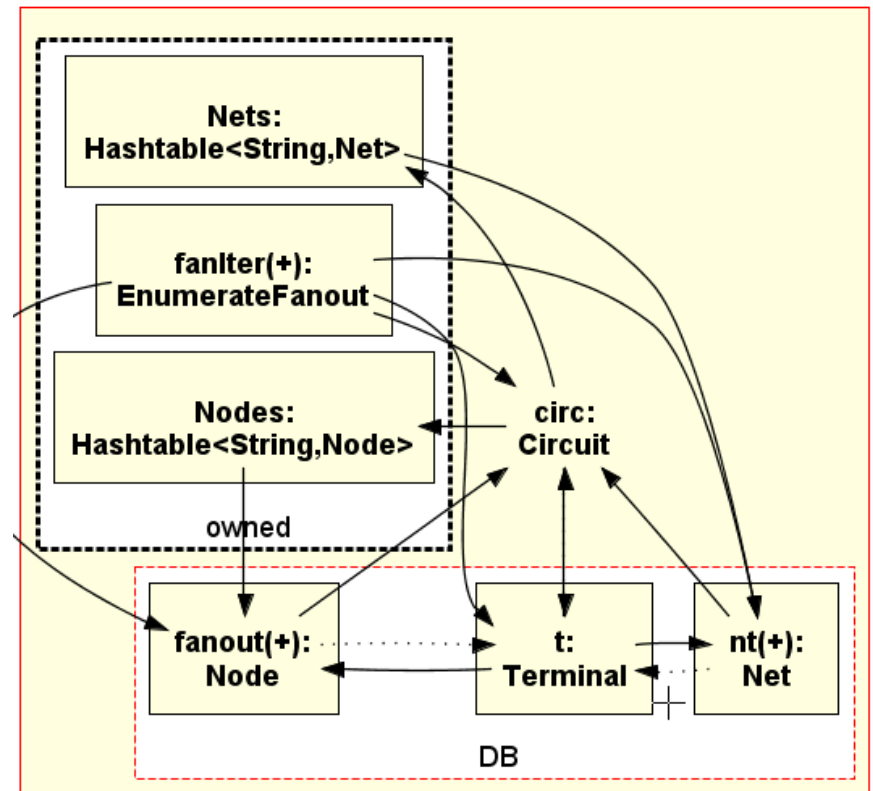 Nets:
Hashtable<String,Net>
fanIter(+):
EnumerateFanout
Nodes:
Hashtable<String,Node>
owned
circ:
Circuit
fanout(+):
Node
t:
Terminal
nt(+):
Net
DB